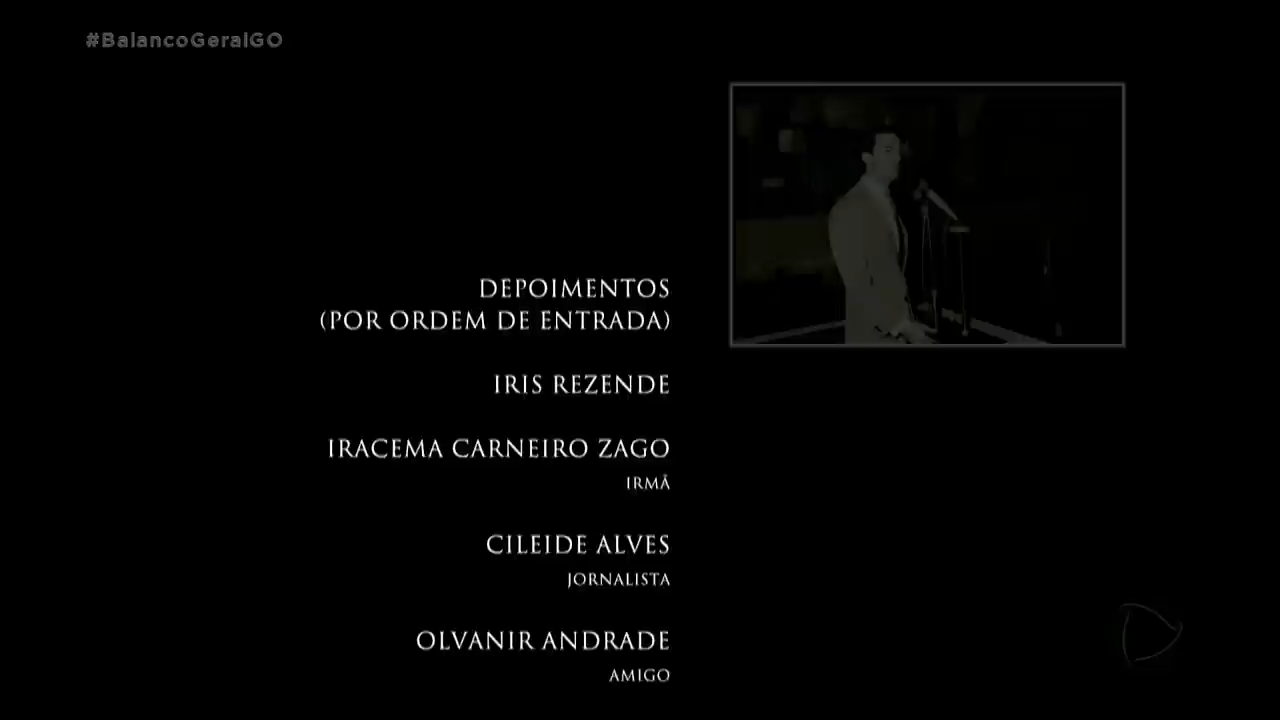 #BalancoGeralGO
DEPOIMENTOS
(POR ORDEM DE ENTRADA)
IRIS REZENDE
IRACEMA CARNEIRO ZAGO
IRMÃ
CILEIDE ALVES
JORNALISTA
OLVANIR ANDRADE
AMIGO